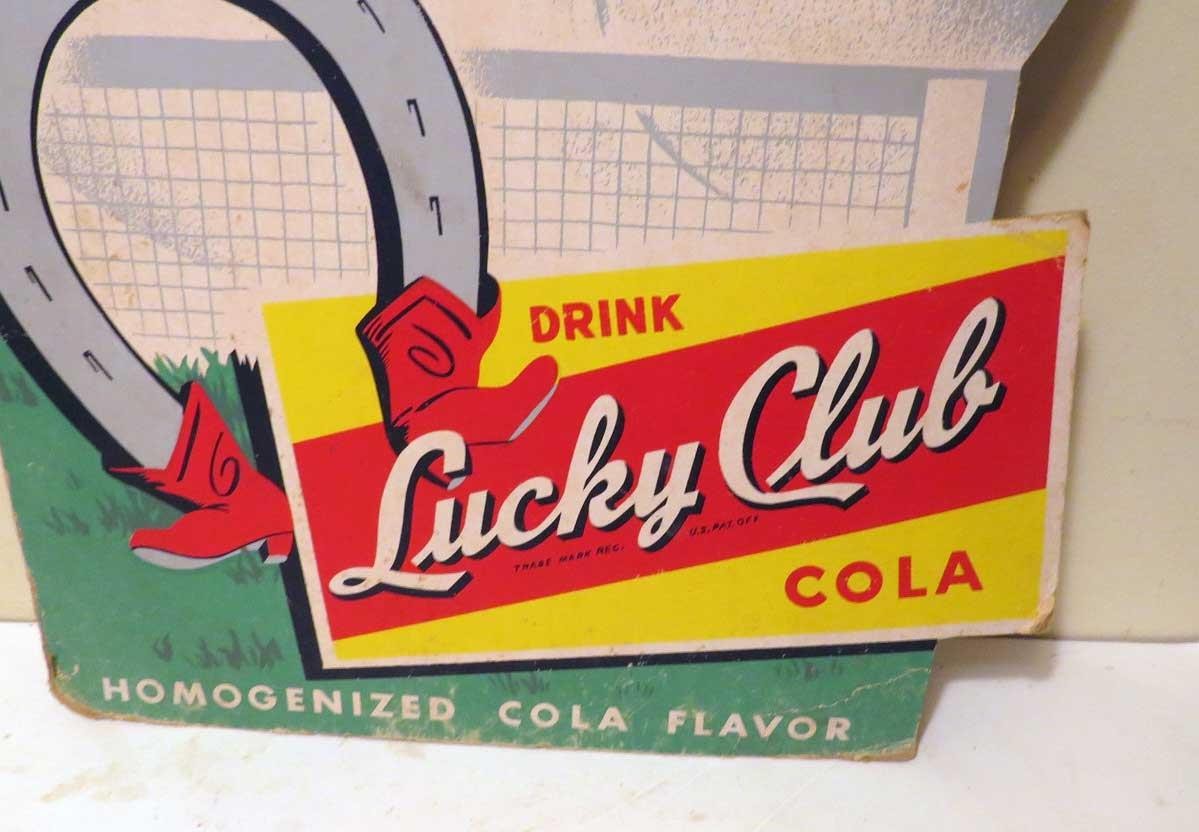 DRINK
Lucky Club
TRADE MARK REG. U.S. PAT. OFF
COLA
HOMOGENIZED COLA FLAVOR